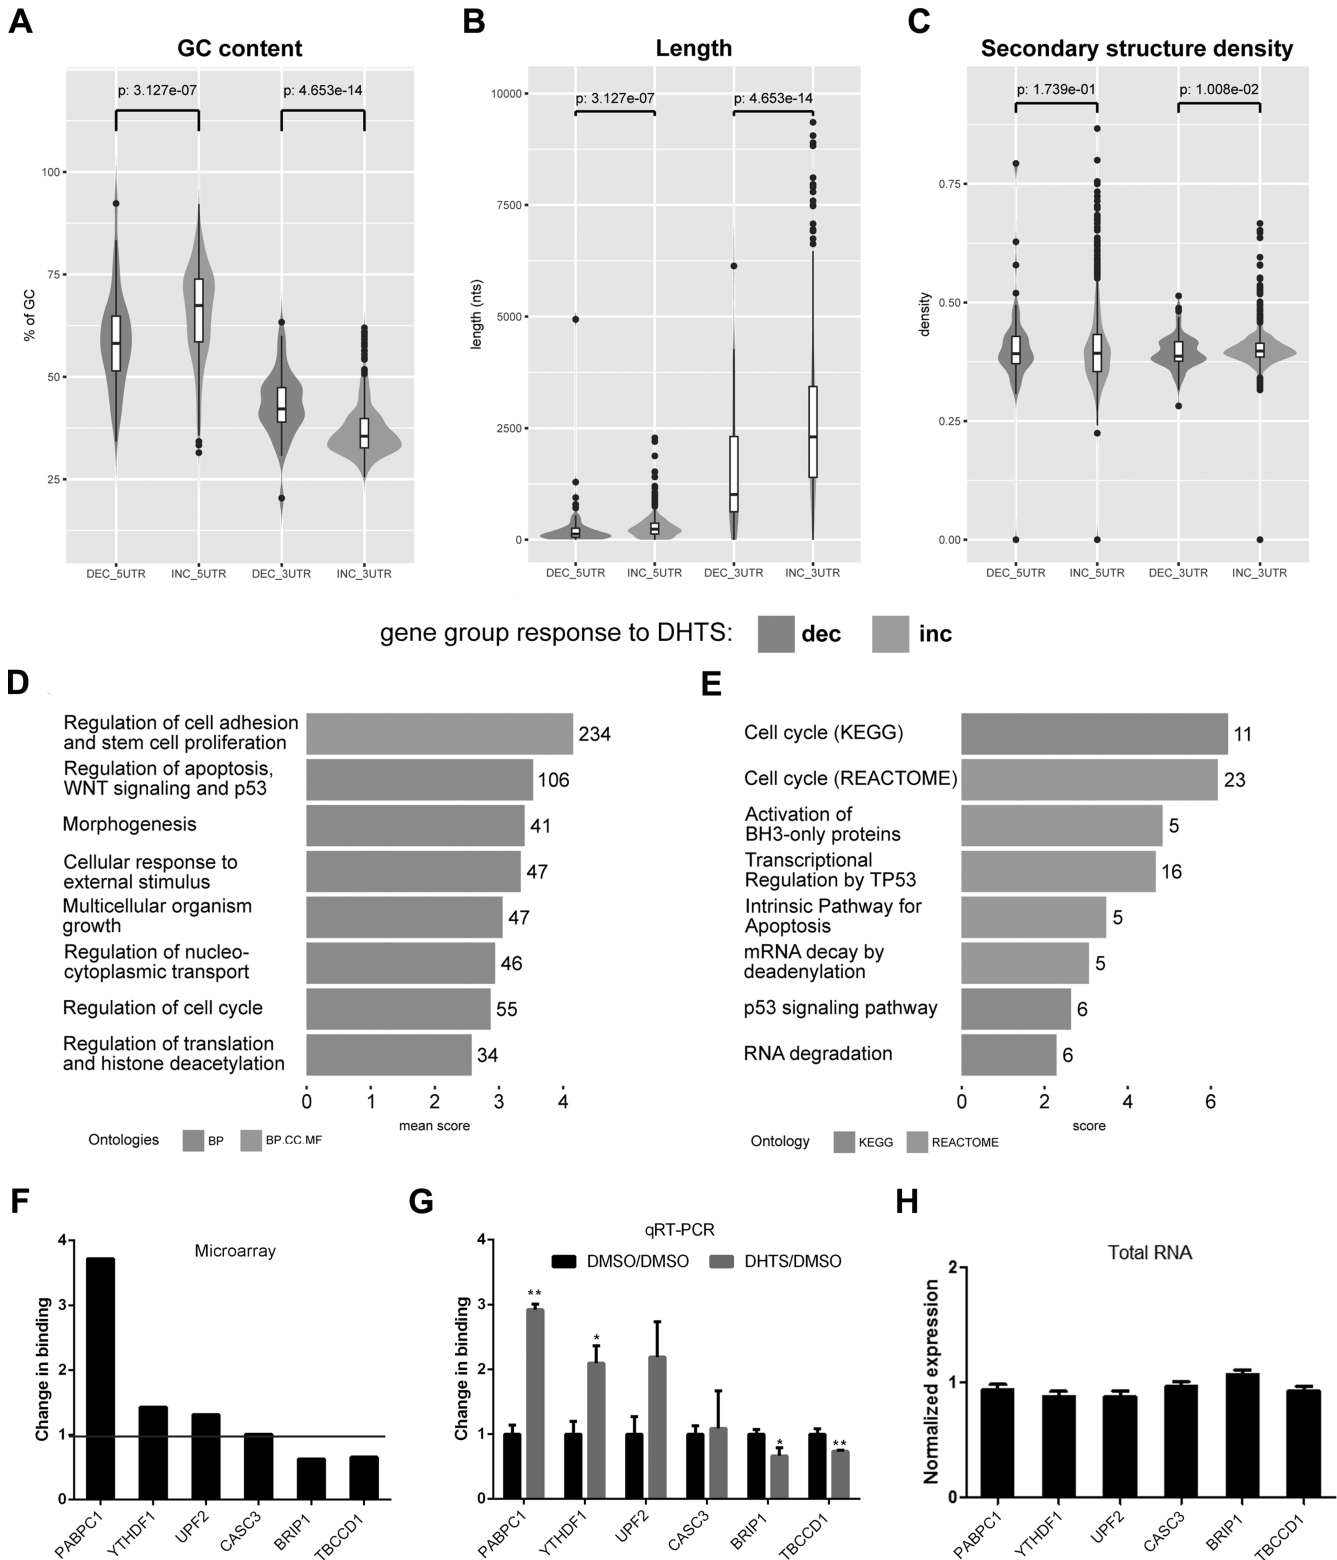 A
B
C
GC content
Length
Secondary structure density
p: 3.127e-07
p: 4.653e-14
p: 3.127e-07
p: 4.653e-14
p: 1.739e-01
p: 1.008e-02
% of GC
100
75
50
25
length (nts)
10000
7500
5000
2500
0
density
0.75
0.50
0.25
0.00
DEC_5UTR
INC_5UTR
DEC_3UTR
INC_3UTR
DEC_5UTR
INC_5UTR
DEC_3UTR
INC_3UTR
DEC_5UTR
INC_5UTR
DEC_3UTR
INC_3UTR
gene group response to DHTS: dec inc
D
Regulation of cell adhesion
and stem cell proliferation
234
Regulation of apoptosis,
WNT signaling and p53
106
Morphogenesis
41
Cellular response to
external stimulus
47
Multicellular organism
growth
47
Regulation of nucleo-
cytoplasmic transport
46
Regulation of cell cycle
55
Regulation of translation
and histone deacetylation
34
0 1 2 3 4
mean score
Ontologies BP BP.CC.MF
E
Cell cycle (KEGG)
11
Cell cycle (REACTOME)
23
Activation of
BH3-only proteins
5
Transcriptional
Regulation by TP53
16
Intrinsic Pathway for
Apoptosis
5
mRNA decay by
deadenylation
5
p53 signaling pathway
6
RNA degradation
6
0 2 4 6
score
Ontology KEGG REACTOME
F
Microarray
Change in binding
4
3
2
1
0
PABPC1
YTHDF1
UPF2
CASC3
BRIP1
TBCCD1
G
qRT-PCR
DMSO/DMSO DHTS/DMSO
Change in binding
4
3
2
1
0
**
*
*
**
PABPC1
YTHDF1
UPF2
CASC3
BRIP1
TBCCD1
H
Total RNA
Normalized expression
2
1
0
PABPC1
YTHDF1
UPF2
CASC3
BRIP1
TBCCD1